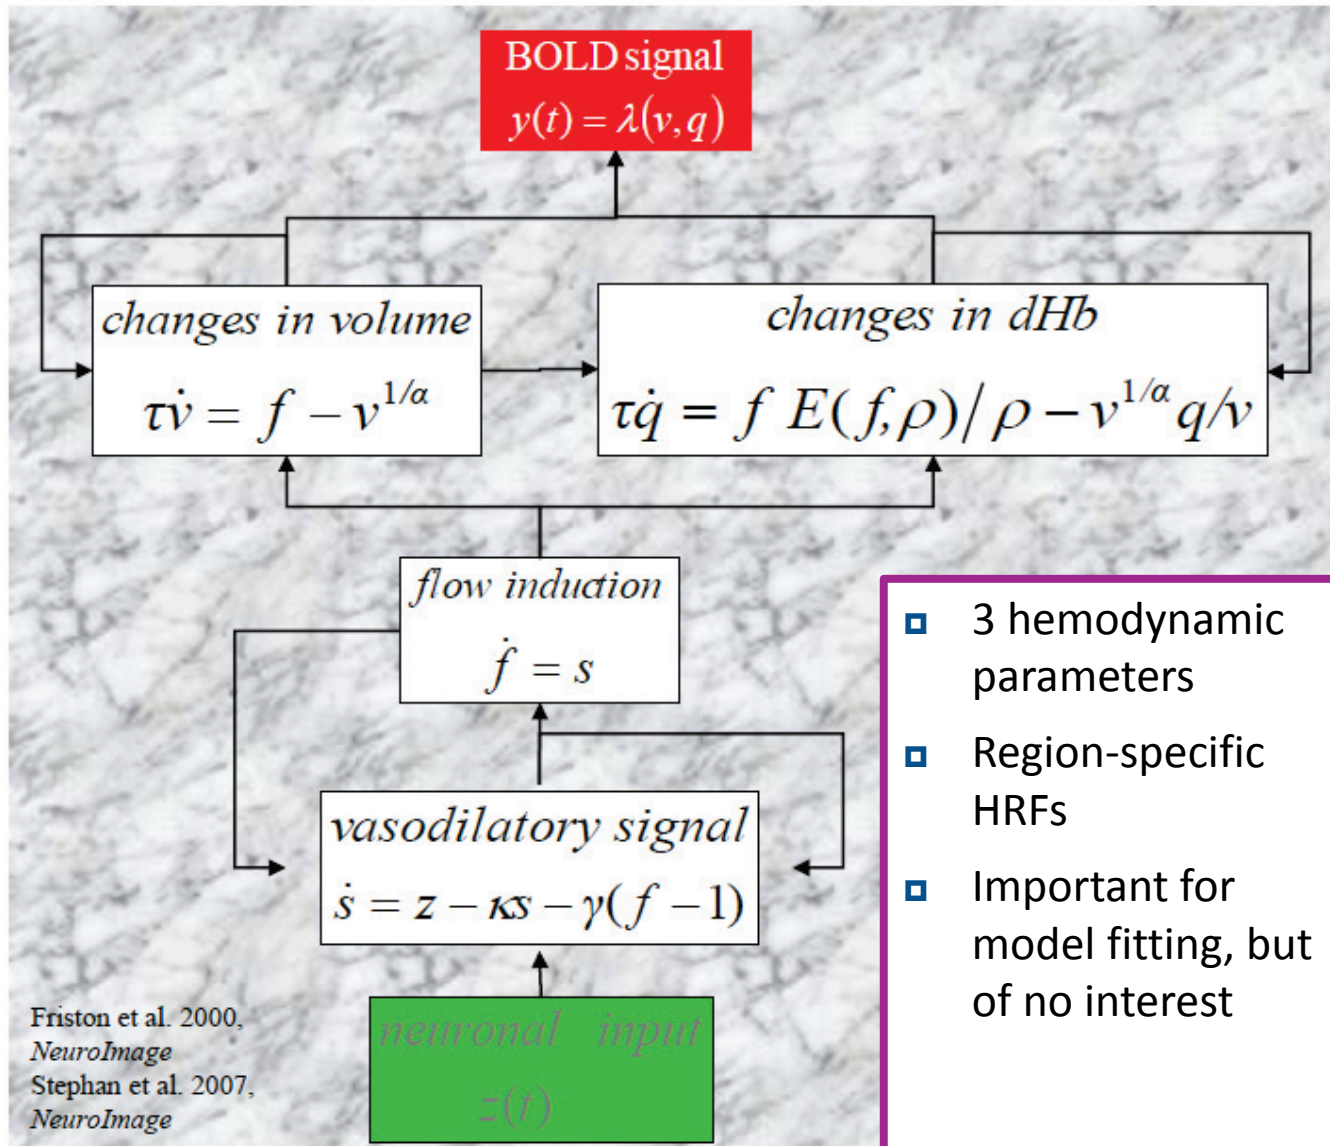 BOLD signal
y(t) = λ(v, q)
changes in volume
τv̇ = f − v^{1/α}
changes in dHb
τq̇ = f E(f,ρ)/ρ − v^{1/α} q/v
flow induction
ḟ = s
vasodilatory signal
ṡ = z − κs − γ(f − 1)
neuronal input
z(t)
Friston et al. 2000,
NeuroImage
Stephan et al. 2007,
NeuroImage
3 hemodynamic
parameters
Region-specific
HRFs
Important for
model fitting, but
of no interest